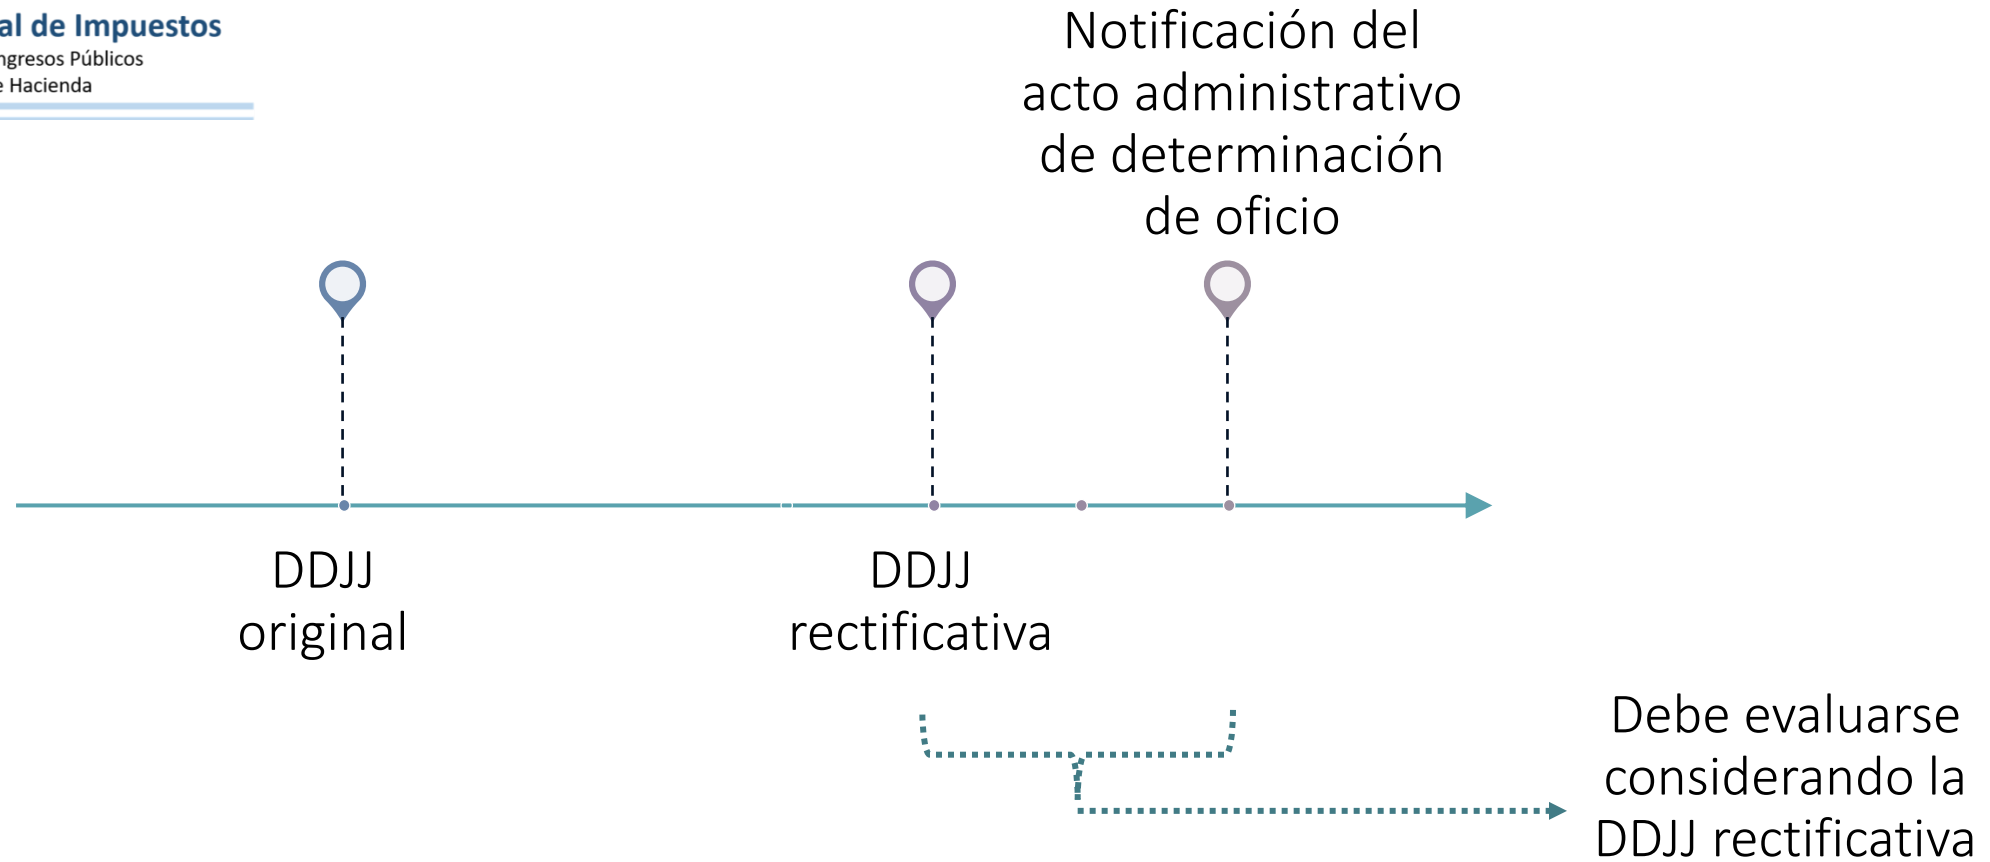 al de Impuestos
ngresos Públicos
e Hacienda
Notificación del
acto administrativo
de determinación
de oficio
DDJJ
original
DDJJ
rectificativa
Debe evaluarse
considerando la
DDJJ rectificativa